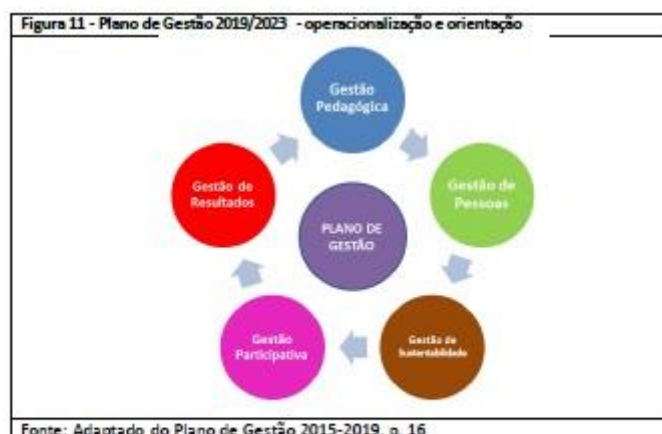 Figura 11 - Plano de Gestão 2019/2023 - operacionalização e orientação
Gestão
Pedagógica
Gestão de
Pessoas
Gestão de
Sustentabilidade
Gestão
Participativa
Gestão de
Resultados
PLANO DE
GESTÃO
Fonte: Adaptado do Plano de Gestão 2015-2019, p. 16